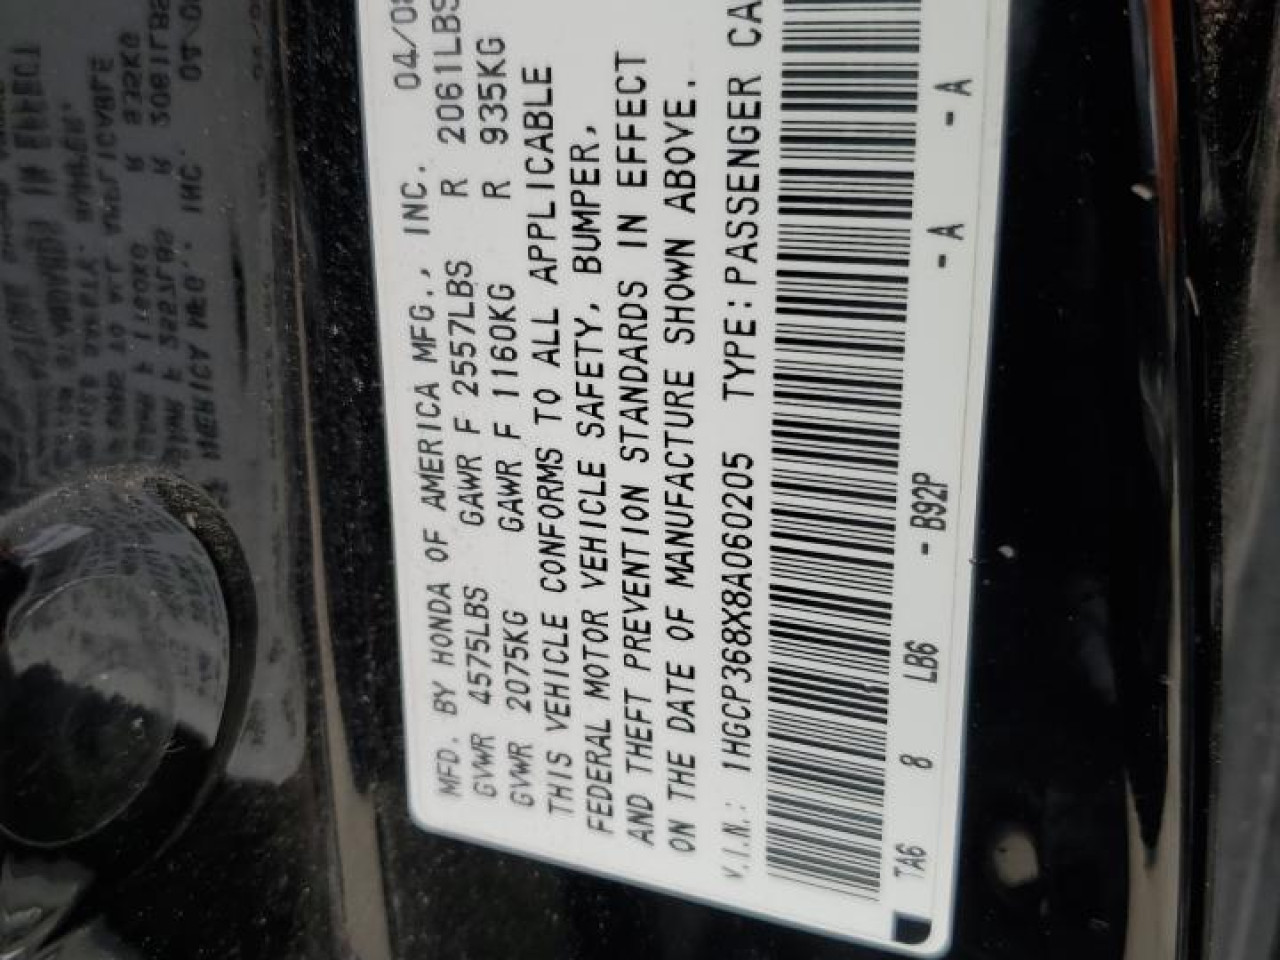 MFD. BY HONDA OF AMERICA MFG., INC. 04/08
GVWR 4575LBS GAWR F 2557LBS R 2061LBS
GVWR 2075KG GAWR F 1160KG R 935KG
THIS VEHICLE CONFORMS TO ALL APPLICABLE
FEDERAL MOTOR VEHICLE SAFETY, BUMPER,
AND THEFT PREVENTION STANDARDS IN EFFECT
ON THE DATE OF MANUFACTURE SHOWN ABOVE.
V.I.N.: 1HGCP368X8A060205 TYPE:PASSENGER CA
TA6 8 LB6 - B92P - A - A